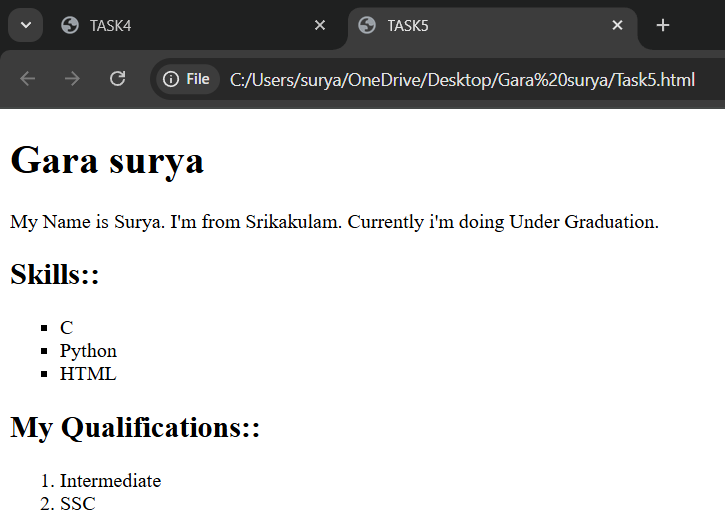 TASK4
TASK5
File C:/Users/surya/OneDrive/Desktop/Gara%20surya/Task5.html
Gara surya
My Name is Surya. I'm from Srikakulam. Currently i'm doing Under Graduation.
Skills::
C
Python
HTML
My Qualifications::
1. Intermediate
2. SSC